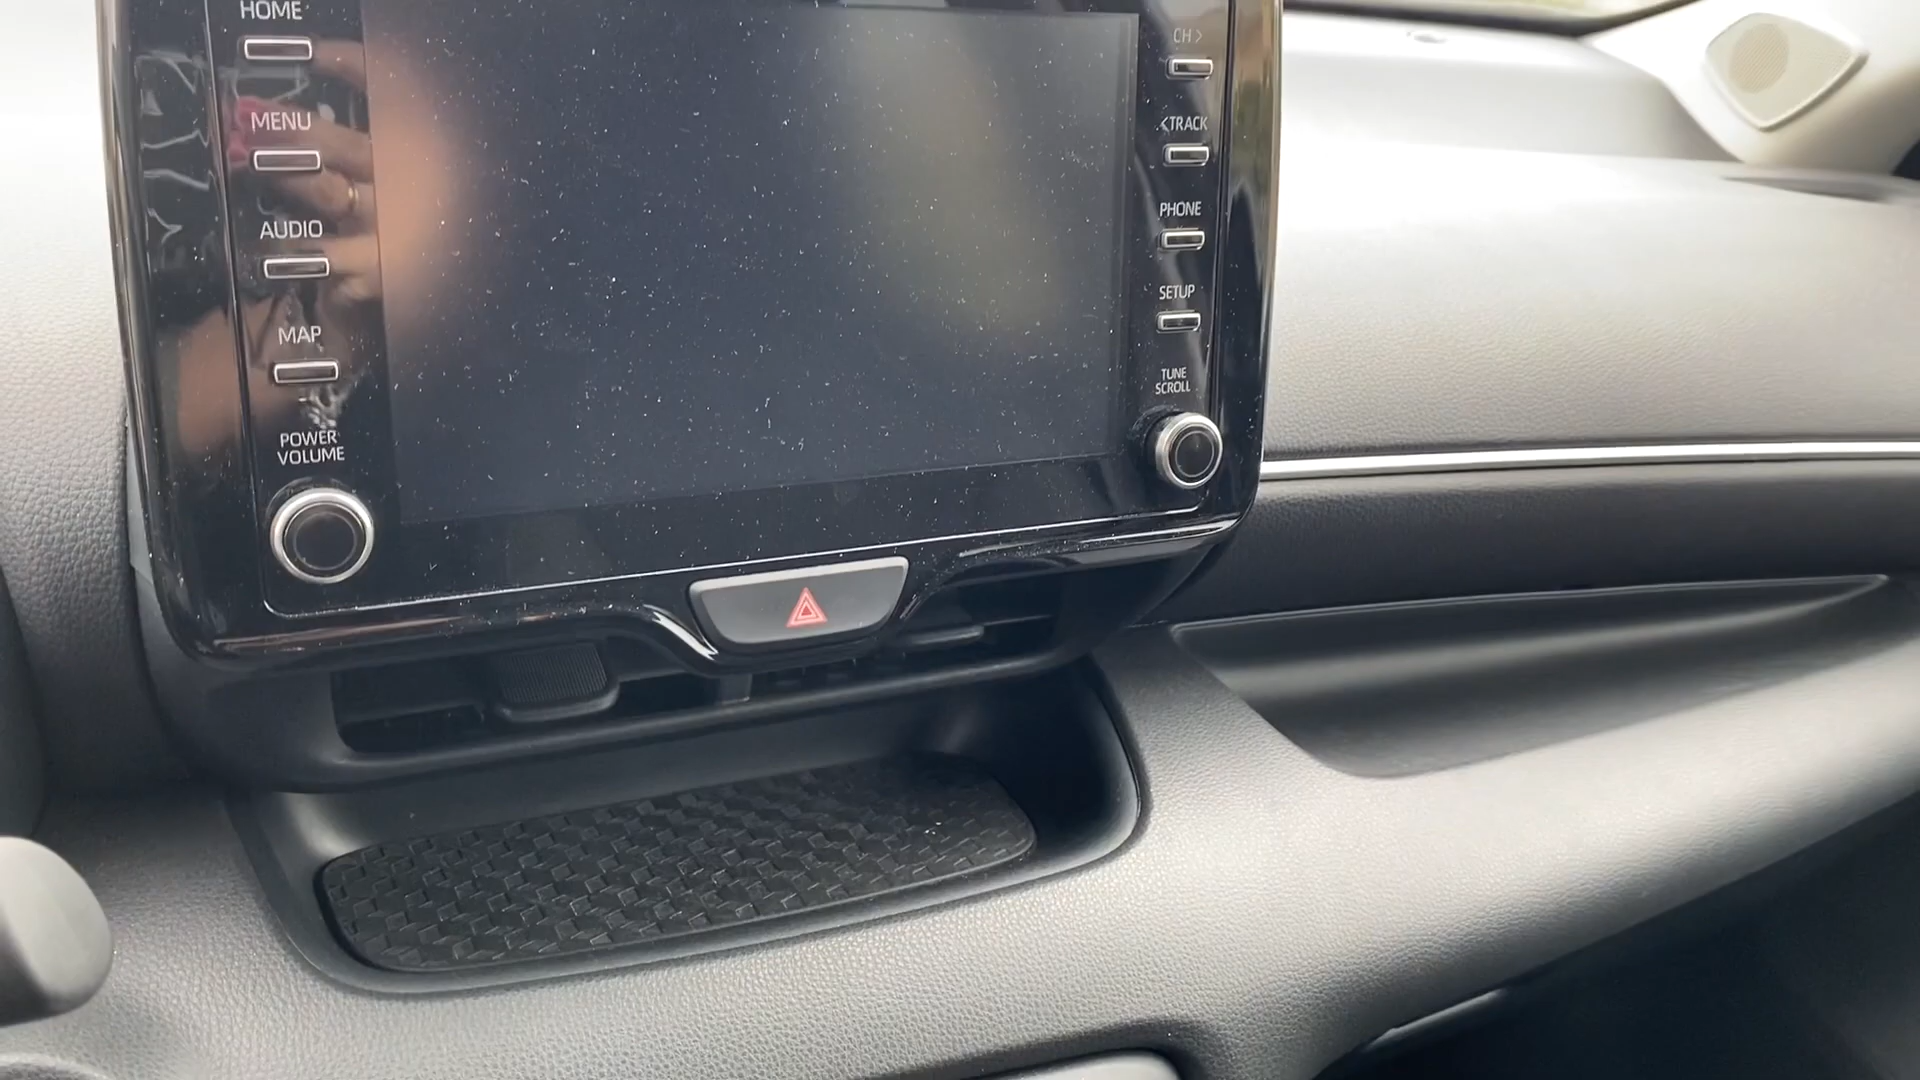 HOME
MENU
AUDIO
MAP
POWER
VOLUME
CH >
<TRACK
PHONE
SETUP
TUNE
SCROLL